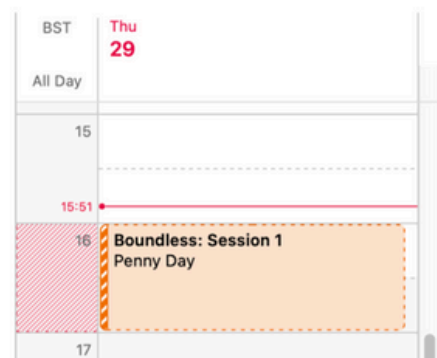 BST
Thu
29
All Day
15
15:51
16
Boundless: Session 1
Penny Day
17